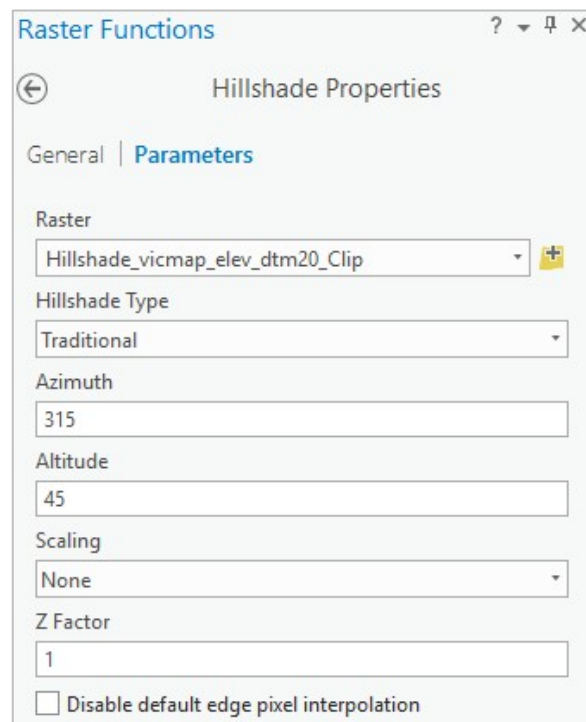 Raster Functions ?
Hillshade Properties
General | Parameters
Raster
Hillshade_vicmap_elev_dtm20_Clip
Hillshade Type
Traditional
Azimuth
315
Altitude
45
Scaling
None
Z Factor
1
Disable default edge pixel interpolation